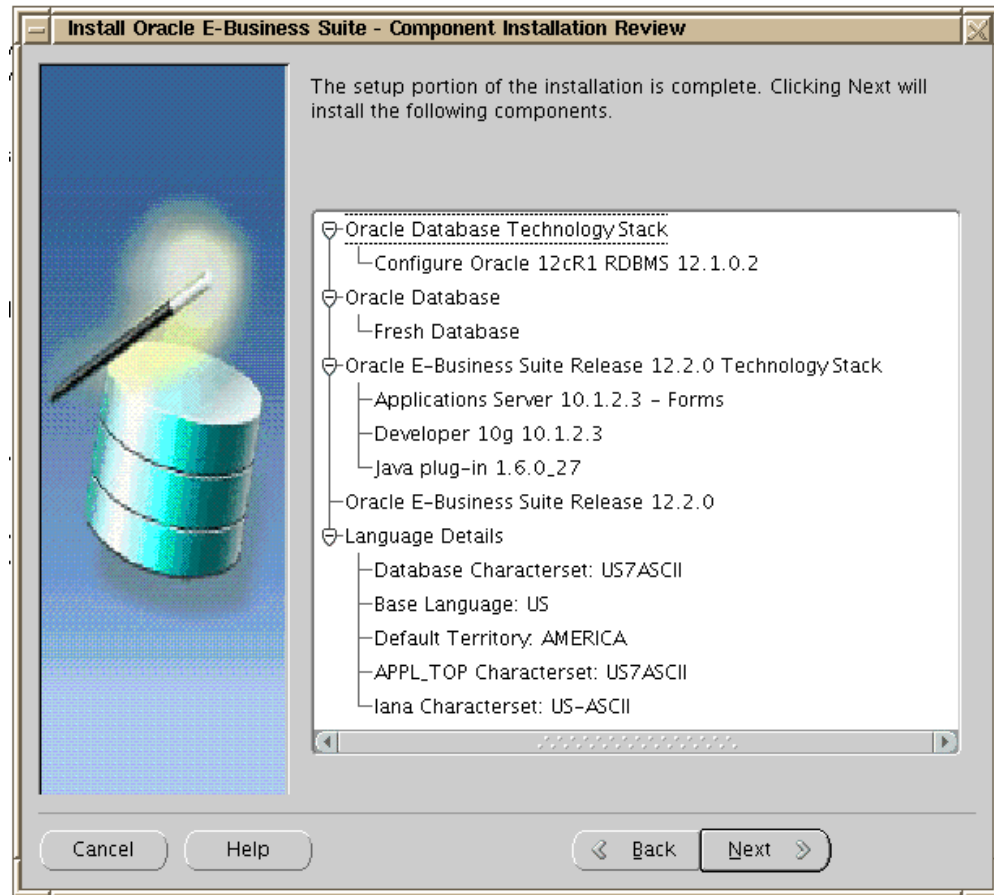 Install Oracle E-Business Suite - Component Installation Review
The setup portion of the installation is complete. Clicking Next will
install the following components.
Oracle Database Technology Stack
Configure Oracle 12cR1 RDBMS 12.1.0.2
Oracle Database
Fresh Database
Oracle E-Business Suite Release 12.2.0 Technology Stack
Applications Server 10.1.2.3 - Forms
Developer 10g 10.1.2.3
Java plug-in 1.6.0_27
Oracle E-Business Suite Release 12.2.0
Language Details
Database Characterset: US7ASCII
Base Language: US
Default Territory: AMERICA
APPL_TOP Characterset: US7ASCII
Iana Characterset: US-ASCII
Cancel Help Back Next